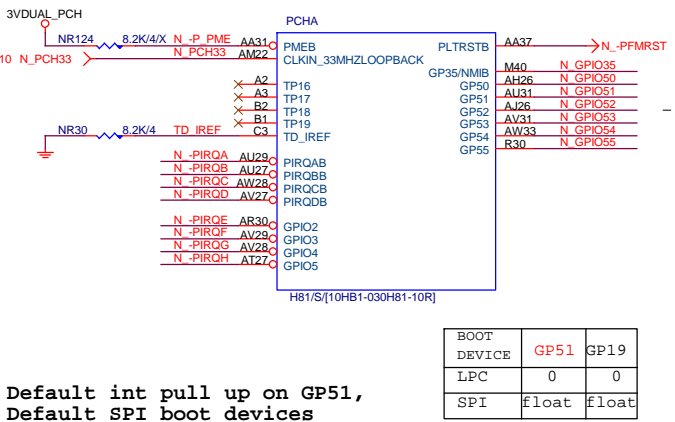 3VDUAL_PCH
PCHA
NR124 8.2K/4/X N_-P_PME AA31 PMEB PLTRSTB AA37 N_-PFMRST
10 N_PCH33 N_PCH33 AM22 CLKIN_33MHZLOOPBACK
GP35/NMIB M40 N_GPIO35
A2 TP16 GP50 AH26 N_GPIO50
A3 TP17 GP51 AU31 N_GPIO51
B2 TP18 GP52 AJ26 N_GPIO52
B1 TP19 GP53 AV31 N_GPIO53
NR30 8.2K/4 TD_IREF C3 TD_IREF GP54 AW33 N_GPIO54
GP55 R30 N_GPIO55
N_-PIRQA AU29 PIRQAB
N_-PIRQB AU27 PIRQBB
N_-PIRQC AW28 PIRQCB
N_-PIRQD AV27 PIRQDB
N_-PIRQE AR30 GPIO2
N_-PIRQF AV29 GPIO3
N_-PIRQG AV28 GPIO4
N_-PIRQH AT27 GPIO5
H81/S/[10HB1-030H81-10R]
BOOT
DEVICE GP51 GP19
LPC 0 0
SPI float float
Default int pull up on GP51,
Default SPI boot devices